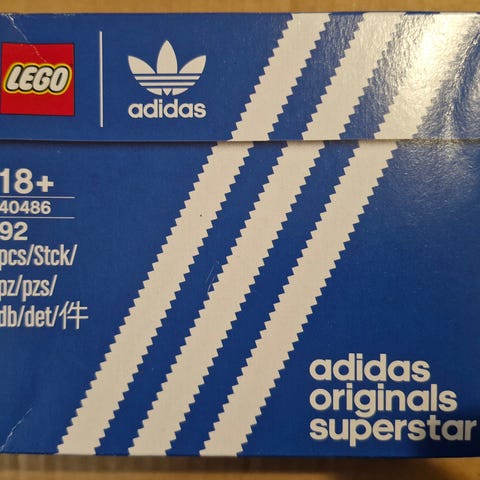 LEGO
adidas
18+
40486
92
pcs/Stck/
pz/pzs/
db/det/件
adidas
originals
superstar